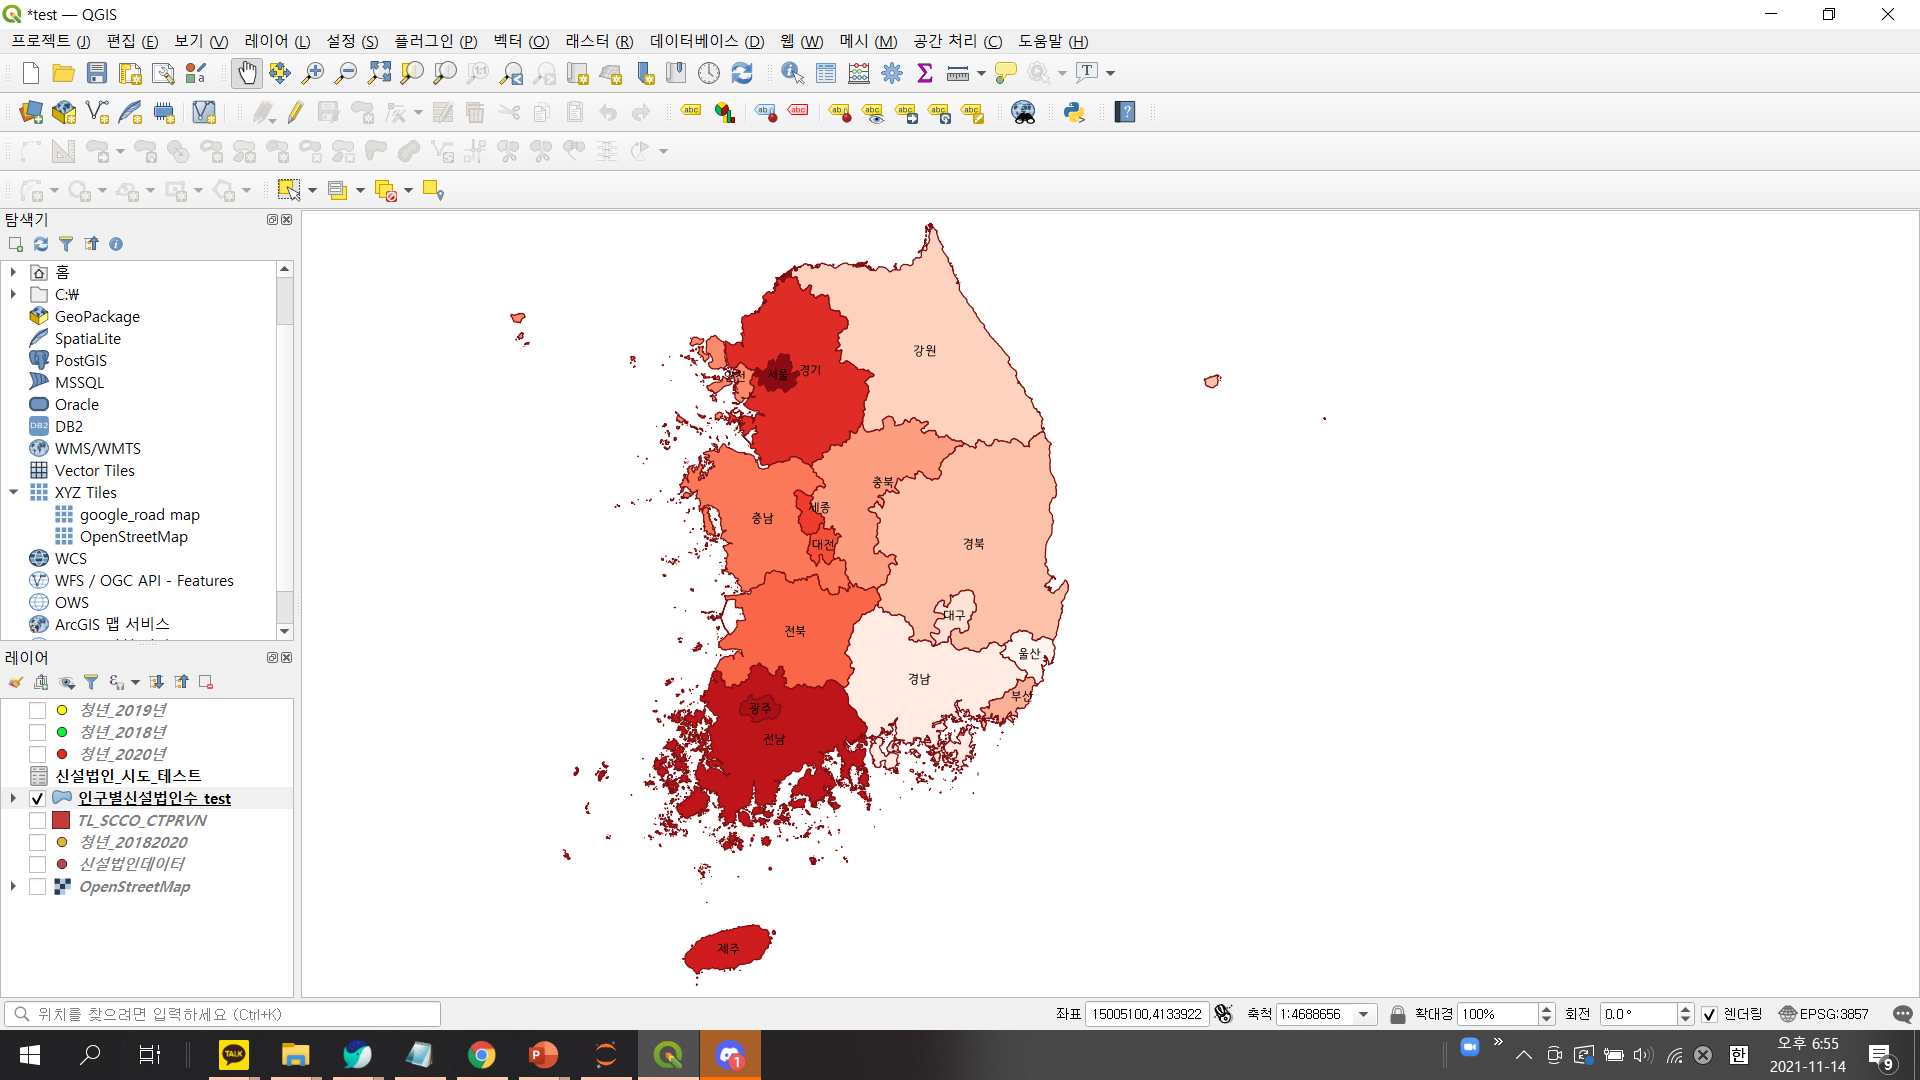 *test — QGIS
프로젝트 (J) 편집 (E) 보기 (V) 레이어 (L) 설정 (S) 플러그인 (P) 벡터 (O) 래스터 (R) 데이터베이스 (D) 웹 (W) 메시 (M) 공간 처리 (C) 도움말 (H)
탐색기
홈
C:\
GeoPackage
SpatiaLite
PostGIS
MSSQL
Oracle
DB2
WMS/WMTS
Vector Tiles
XYZ Tiles
google_road map
OpenStreetMap
WCS
WFS / OGC API - Features
OWS
ArcGIS 맵 서비스
레이어
청년_2019년
청년_2018년
청년_2020년
신설법인_시도_테스트
인구별신설법인수_test
TL_SCCO_CTPRVN
청년_20182020
신설법인데이터
OpenStreetMap
강원
인천
서울
경기
충북
세종
충남
대전
경북
대구
전북
울산
경남
부산
광주
전남
제주
위치를 찾으려면 입력하세요 (Ctrl+K)
좌표 15005100,4133922 축척 1:4688656 확대경 100% 회전 0.0 ° 렌더링 EPSG:3857
TALK
1
한
오후 6:55
2021-11-14
9